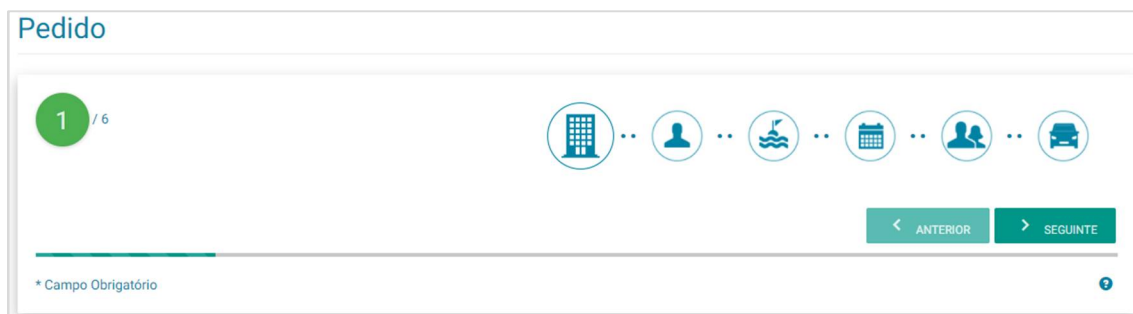 Pedido
1 / 6
ANTERIOR
SEGUINTE
* Campo Obrigatório